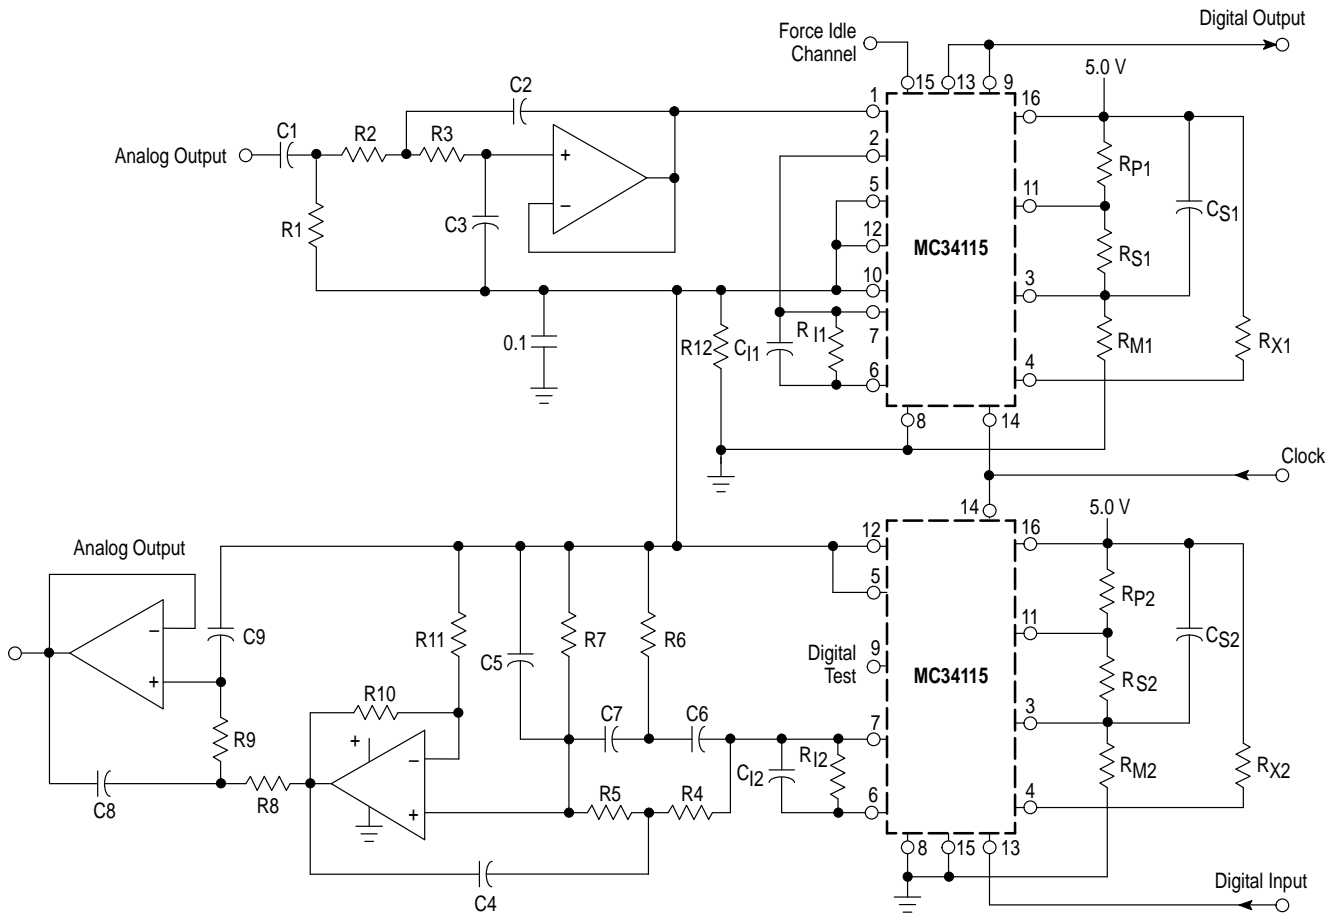 Digital Output
Force Idle
Channel
15 13 9
5.0 V
C2
1
16
C1
R2
R3
Analog Output
+
2
RP1
−
5
11
R1
C3
CS1
12
MC34115
RS1
10
3
0.1
R12
CI1
RI1
7
RM1
RX1
6
4
8
14
Clock
14
5.0 V
12
16
Analog Output
RP2
−
C9
R11
C5
R7
R6
5
11
CS2
9
Digital
Test
MC34115
RS2
+
R10
C7
C6
7
3
R9
+
−
CI2
RI2
RM2
RX2
C8
R8
R5
R4
6
4
+
8
15
13
C4
Digital Input